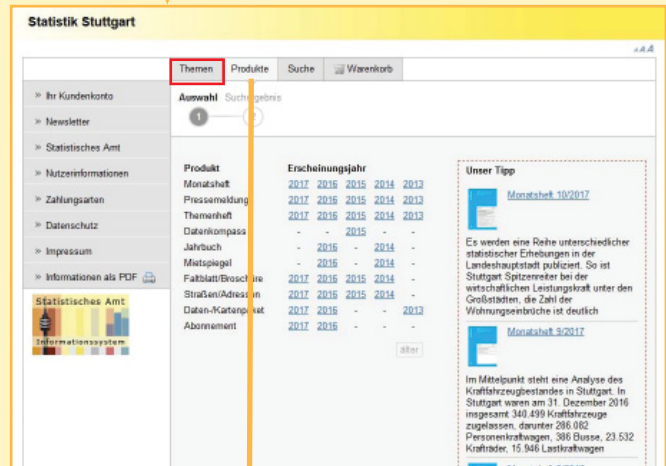 Statistik Stuttgart
AAA
Themen Produkte Suche Warenkorb
» Ihr Kundenkonto
» Newsletter
» Statistisches Amt
» Nutzerinformationen
» Zahlungsarten
» Datenschutz
» Impressum
» Informationen als PDF
Statistisches Amt
Informationssystem
Auswahl Suchergebnis
1 2
Produkt Erscheinungsjahr
Monatsheft 2017 2016 2015 2014 2013
Pressemeldung 2017 2016 2015 2014 2013
Themenheft 2017 2016 2015 2014 2013
Datenkompass - - 2015 - -
Jahrbuch - 2016 - 2014 -
Mietspiegel - 2016 - 2014 -
Faltblatt/Broschüre 2017 2016 2015 2014 -
Straßen/Adressen 2017 2016 2015 2014 -
Daten-/Kartenpaket 2017 2016 - - 2013
Abonnement 2017 2016 - - -
älter
Unser Tipp
Monatsheft 10/2017
Es werden eine Reihe unterschiedlicher
statistischer Erhebungen in der
Landeshauptstadt publiziert. So ist
Stuttgart Spitzenreiter bei der
wirtschaftlichen Leistungskraft unter den
Großstädten, die Zahl der
Wohnungseinbrüche ist deutlich
Monatsheft 9/2017
Im Mittelpunkt steht eine Analyse des
Kraftfahrzeugbestandes in Stuttgart. In
Stuttgart waren am 31. Dezember 2016
insgesamt 340.499 Kraftfahrzeuge
zugelassen, darunter 286.082
Personenkraftwagen, 386 Busse, 23.532
Krafträder, 15.946 Lastkraftwagen